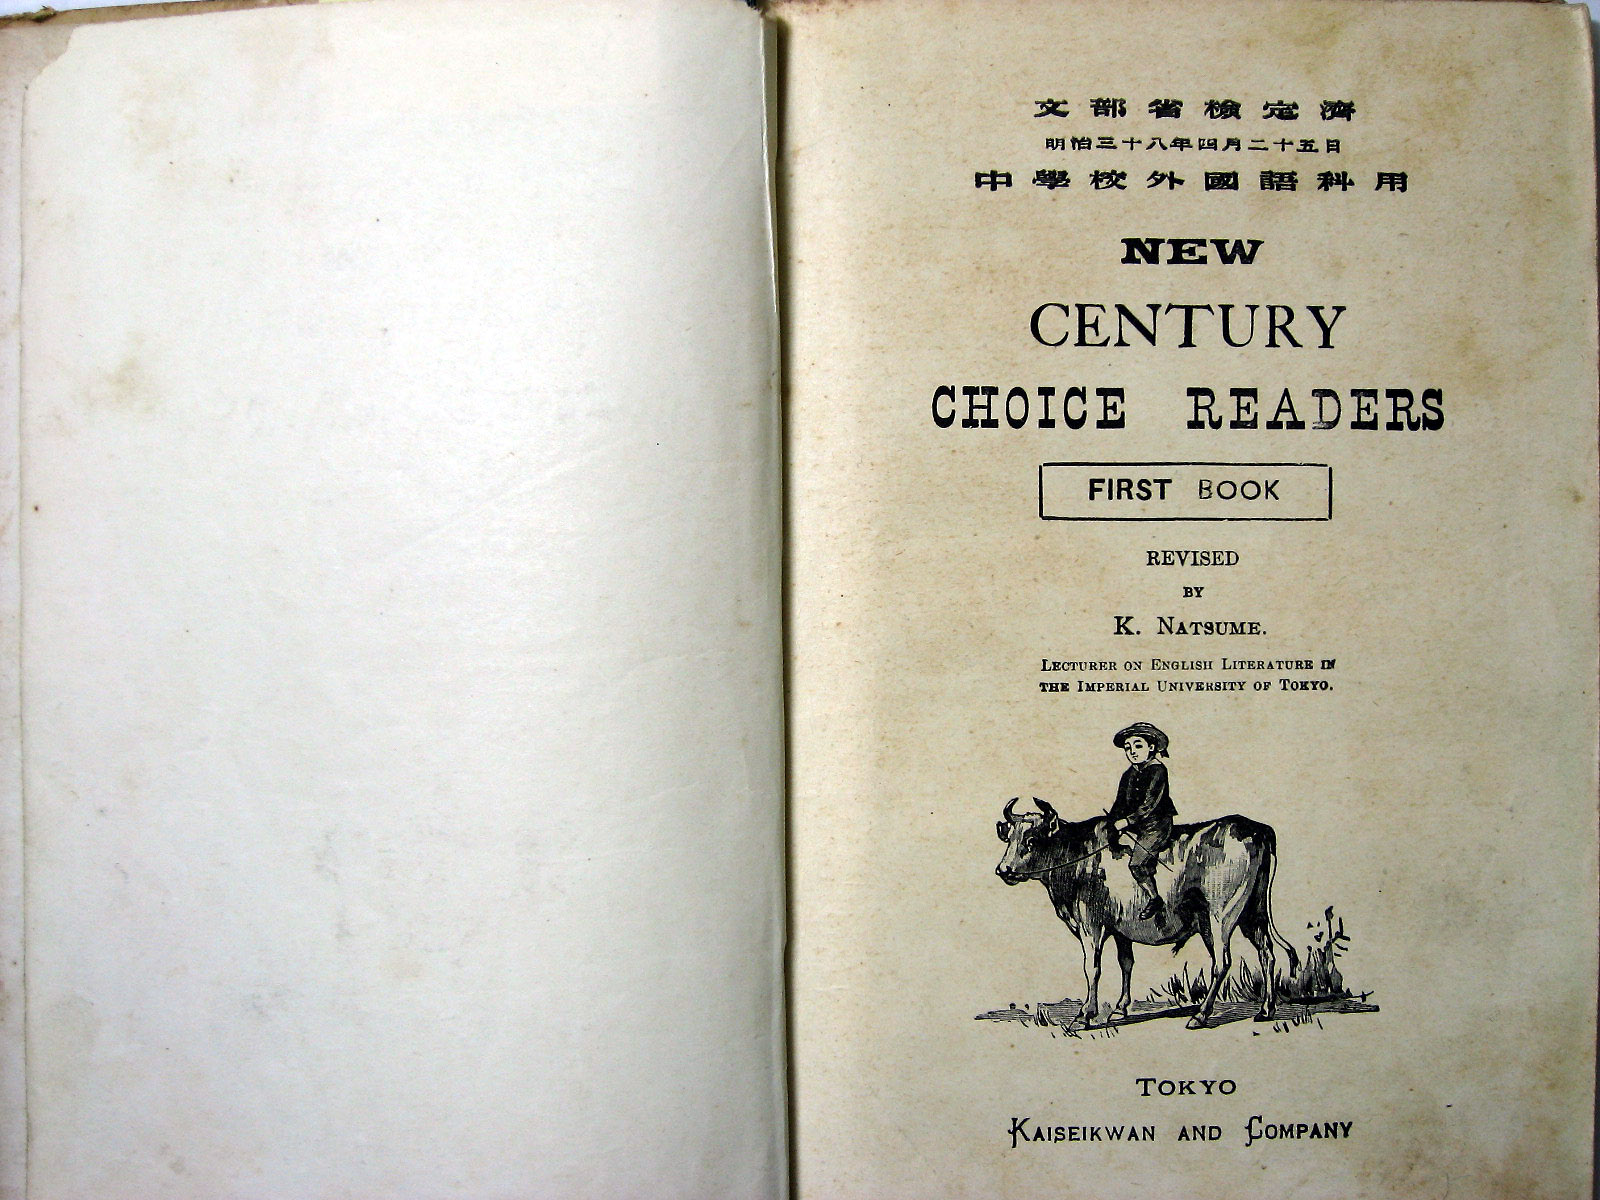 文部省檢定濟
明治三十八年四月二十五日
中學校外國語科用
NEW
CENTURY
CHOICE READERS
FIRST BOOK
REVISED
BY
K. NATSUME.
LECTURER ON ENGLISH LITERATURE IN
THE IMPERIAL UNIVERSITY OF TOKYO.
TOKYO
KAISEIKWAN AND COMPANY